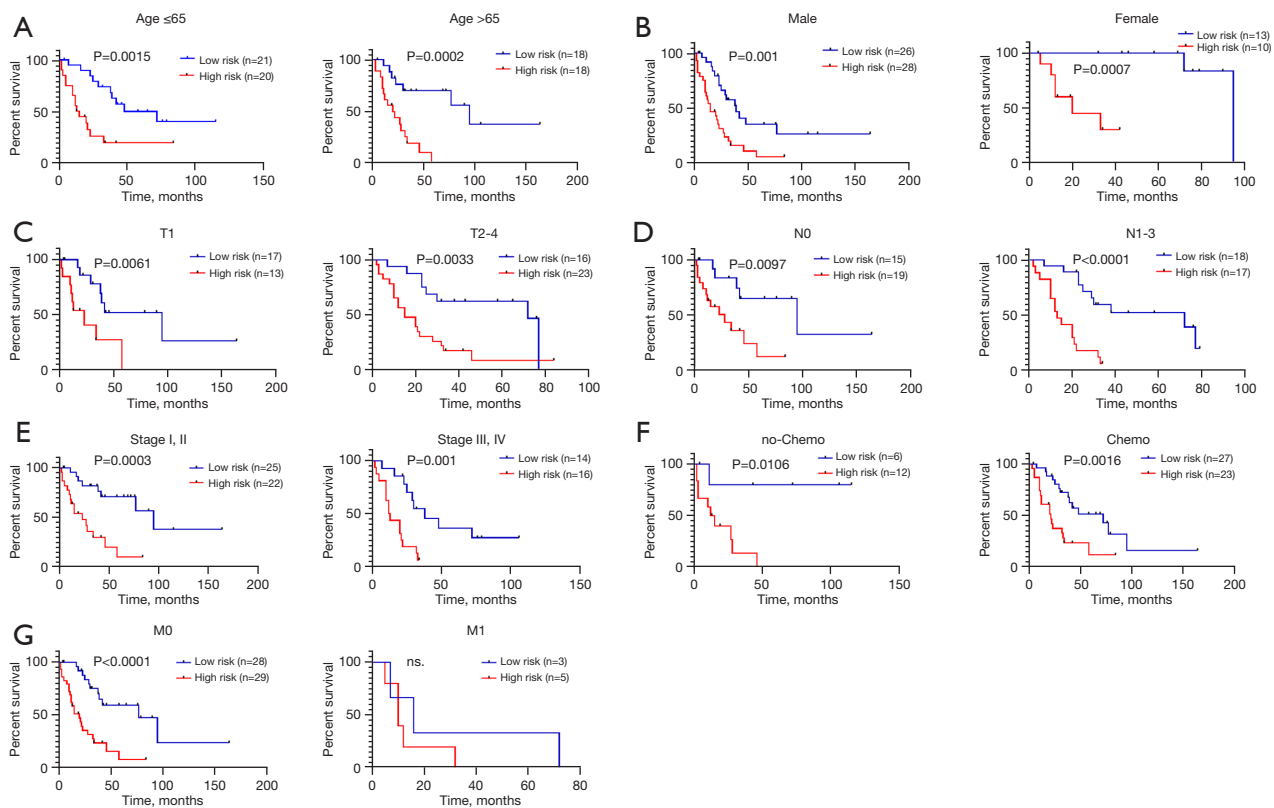 A
Age ≤65
P=0.0015
Low risk (n=21)
High risk (n=20)
Percent survival
100
50
0
0 50 100 150
Time, months
Age >65
P=0.0002
Low risk (n=18)
High risk (n=18)
Percent survival
100
50
0
0 50 100 150 200
Time, months
B
Male
P=0.001
Low risk (n=26)
High risk (n=28)
Percent survival
100
50
0
0 50 100 150 200
Time, months
Female
P=0.0007
Low risk (n=13)
High risk (n=10)
Percent survival
100
50
0
0 20 40 60 80 100
Time, months
C
T1
P=0.0061
Low risk (n=17)
High risk (n=13)
Percent survival
100
50
0
0 50 100 150 200
Time, months
T2-4
P=0.0033
Low risk (n=16)
High risk (n=23)
Percent survival
100
50
0
0 20 40 60 80 100
Time, months
D
N0
P=0.0097
Low risk (n=15)
High risk (n=19)
Percent survival
100
50
0
0 50 100 150 200
Time, months
N1-3
P<0.0001
Low risk (n=18)
High risk (n=17)
Percent survival
100
50
0
0 20 40 60 80 100
Time, months
E
Stage I, II
P=0.0003
Low risk (n=25)
High risk (n=22)
Percent survival
100
50
0
0 50 100 150 200
Time, months
Stage III, IV
P=0.001
Low risk (n=14)
High risk (n=16)
Percent survival
100
50
0
0 50 100 150
Time, months
F
no-Chemo
P=0.0106
Low risk (n=6)
High risk (n=12)
Percent survival
100
50
0
0 50 100 150
Time, months
Chemo
P=0.0016
Low risk (n=27)
High risk (n=23)
Percent survival
100
50
0
0 50 100 150 200
Time, months
G
M0
P<0.0001
Low risk (n=28)
High risk (n=29)
Percent survival
100
50
0
0 50 100 150 200
Time, months
M1
ns.
Low risk (n=3)
High risk (n=5)
Percent survival
100
50
0
0 20 40 60 80
Time, months